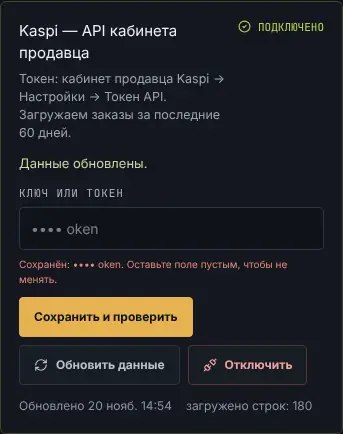 Kaspi — API кабинета
продавца
ПОДКЛЮЧЕНО
Токен: кабинет продавца Kaspi →
Настройки → Токен API.
Загружаем заказы за последние
60 дней.
Данные обновлены.
КЛЮЧ ИЛИ ТОКЕН
•••• oken
Сохранён: •••• oken. Оставьте поле пустым, чтобы не
менять.
Сохранить и проверить
Обновить данные
Отключить
Обновлено 20 нояб. 14:54 загружено строк: 180